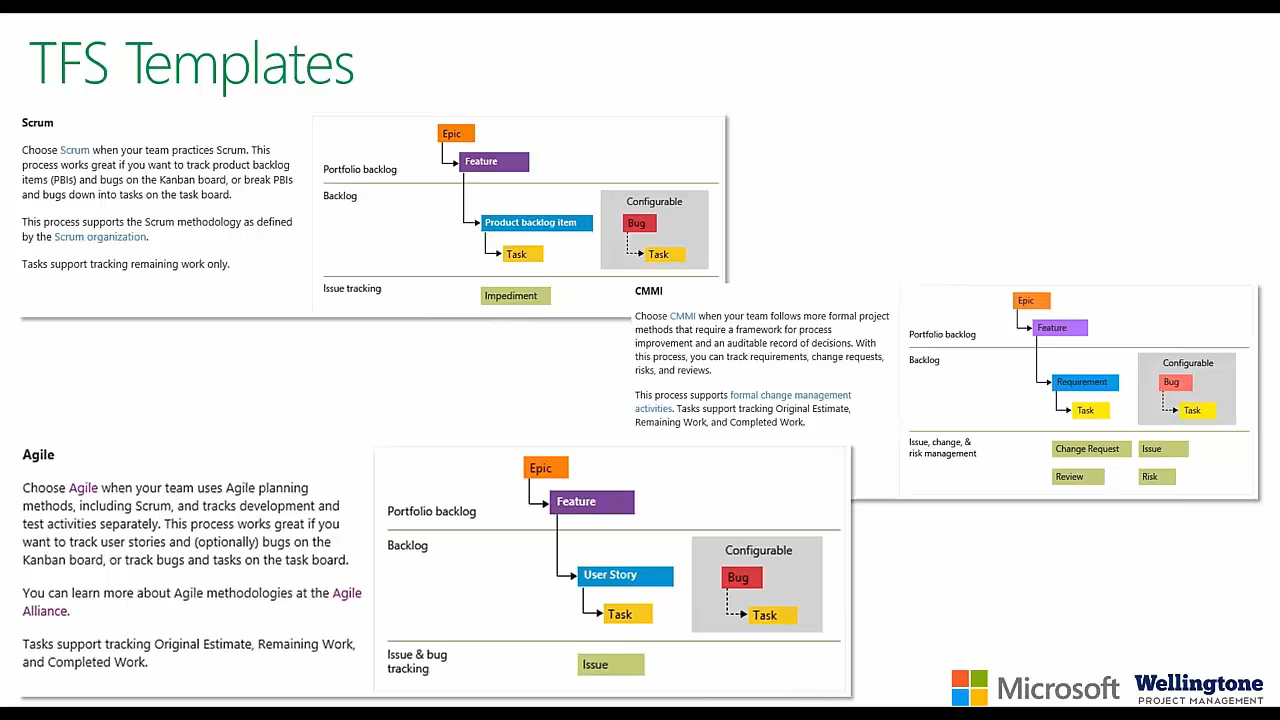 TFS Templates
Scrum
Choose Scrum when your team practices Scrum. This
process works great if you want to track product backlog
items (PBIs) and bugs on the Kanban board, or break PBIs
and bugs down into tasks on the task board.
This process supports the Scrum methodology as defined
by the Scrum organization.
Tasks support tracking remaining work only.
Epic
Feature
Portfolio backlog
Backlog
Configurable
Product backlog item
Bug
Task
Task
Issue tracking
Impediment
CMMI
Choose CMMI when your team follows more formal project
methods that require a framework for process
improvement and an auditable record of decisions. With
this process, you can track requirements, change requests,
risks, and reviews.
This process supports formal change management
activities. Tasks support tracking Original Estimate,
Remaining Work, and Completed Work.
Epic
Feature
Portfolio backlog
Backlog
Configurable
Requirement
Bug
Task
Task
Issue, change, &
risk management
Change Request
Issue
Review
Risk
Agile
Choose Agile when your team uses Agile planning
methods, including Scrum, and tracks development and
test activities separately. This process works great if you
want to track user stories and (optionally) bugs on the
Kanban board, or track bugs and tasks on the task board.
You can learn more about Agile methodologies at the Agile
Alliance.
Tasks support tracking Original Estimate, Remaining Work,
and Completed Work.
Epic
Feature
Portfolio backlog
Backlog
Configurable
User Story
Bug
Task
Task
Issue & bug
tracking
Issue
Microsoft
Wellingtone
PROJECT MANAGEMENT